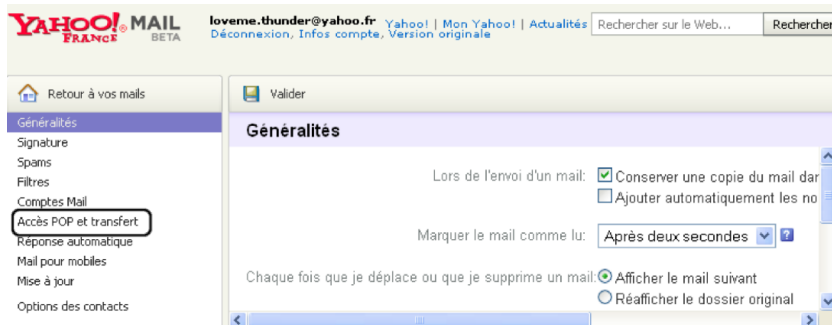 YAHOO! MAIL
FRANCE BETA
loveme.thunder@yahoo.fr Yahoo! | Mon Yahoo! | Actualités Rechercher sur le Web... Rechercher
Déconnexion, Infos compte, Version originale
Retour à vos mails
Valider
Généralités
Signature
Spams
Filtres
Comptes Mail
Accès POP et transfert
Réponse automatique
Mail pour mobiles
Mise à jour
Options des contacts
Généralités
Lors de l'envoi d'un mail: Conserver une copie du mail dan
Ajouter automatiquement les no
Marquer le mail comme lu: Après deux secondes ?
Chaque fois que je déplace ou que je supprime un mail: Afficher le mail suivant
Réafficher le dossier original